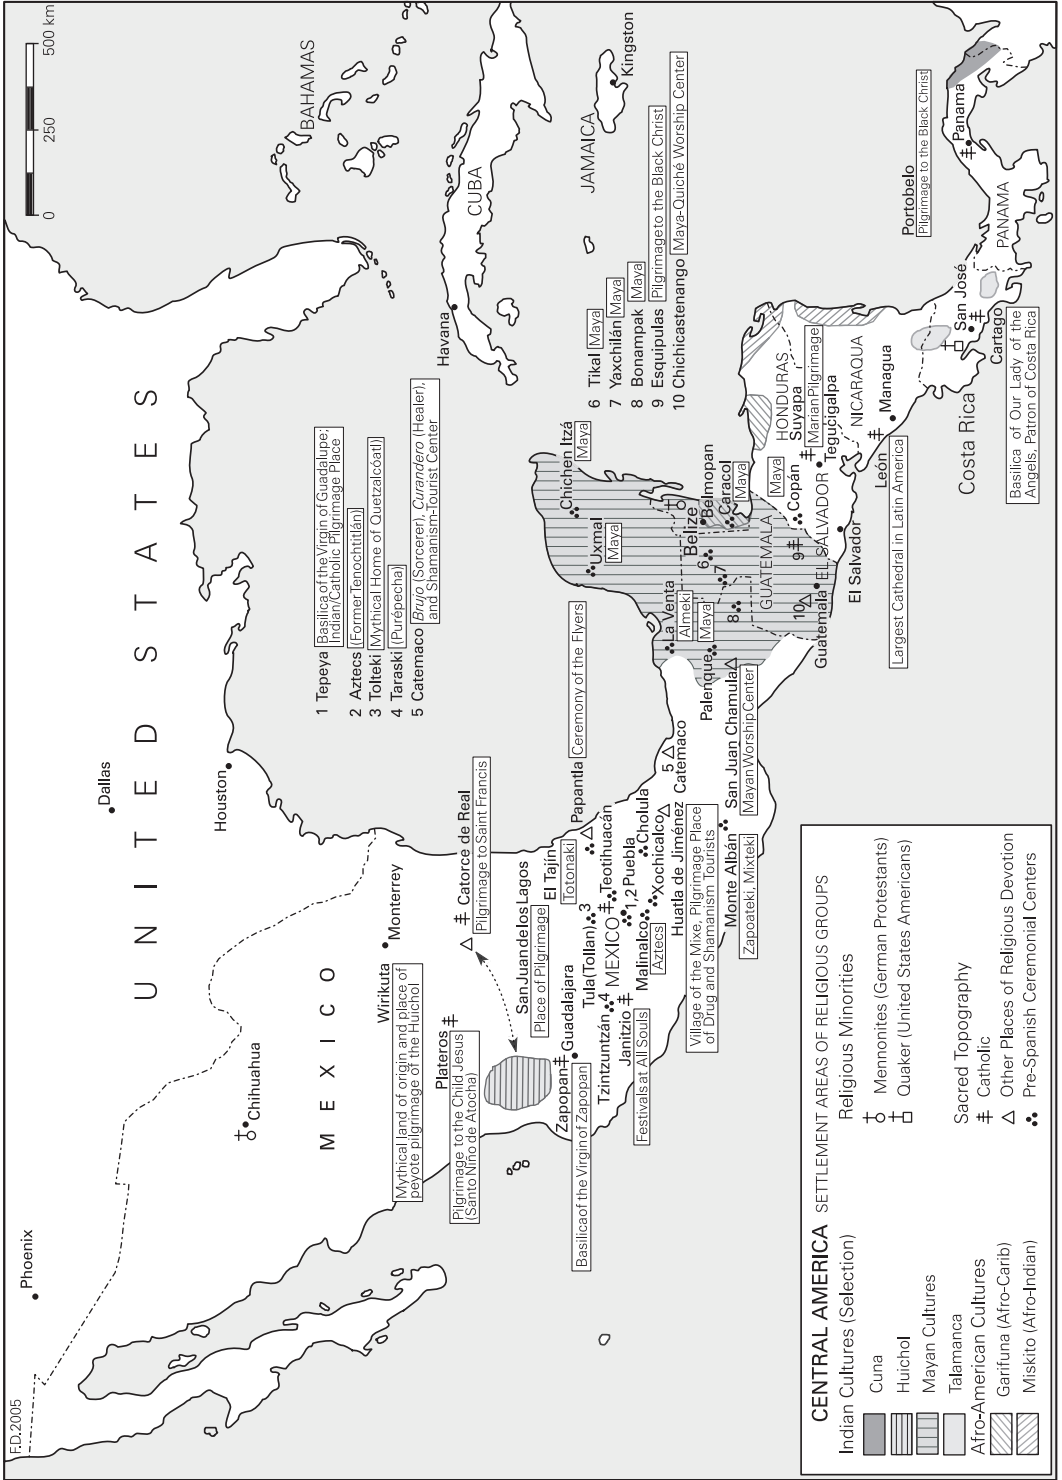 F.D.2005
0 250 500 km
UNITED STATES
Phoenix
Dallas
Houston
BAHAMAS
Chihuahua
MEXICO
Monterrey
Havana
CUBA
JAMAICA
Kingston
1 Tepeya
Basilica of the Virgin of Guadalupe;
Indian/Catholic Pilgrimage Place
2 Aztecs
(Former Tenochtitlán)
3 Tolteki
Mythical Home of Quetzalcóatl)
4 Taraski
(Purépecha)
5 Catemaco
Brujo (Sorcerer), Curandero (Healer),
and Shamanism-Tourist Center
6 Tikal
Maya
7 Yaxchilán
Maya
8 Bonampak
Maya
9 Esquipulas
Pilgrimage to the Black Christ
10 Chichicastenango
Maya-Quiché Worship Center
Wirikuta
Mythical land of origin and place of
peyote pilgrimage of the Huichol
Plateros
Pilgrimage to the Child Jesus
(Santo Niño de Atocha)
Catorce de Real
Pilgrimage to Saint Francis
San Juan de los Lagos
Place of Pilgrimage
Zapopan
Guadalajara
Basilica of the Virgin of Zapopan
El Tajín
Totonaki
Papantla
Ceremony of the Flyers
Tula (Tollan)
3
Teotihuacán
MEXICO
1,2
Puebla
Cholula
Tzintzuntzán
4
Janitzio
Festivals at All Souls
Malinalco
Aztecs
Xochicalco
Huatla de Jiménez
Village of the Mixe, Pilgrimage Place
of Drug and Shamanism Tourists
5
Catemaco
Monte Albán
Zapoateki, Mixteki
San Juan Chamula
Mayan Worship Center
Palenque
Maya
La Venta
Almeki
Uxmal
Maya
Chichen Itzá
Maya
Belize
Belmopan
Caracol
Maya
6
7
8
9
10
GUATEMALA
Guatemala
Copán
Maya
EL SALVADOR
El Salvador
HONDURAS
Suyapa
Marian Pilgrimage
Tegucigalpa
NICARAQUA
Managua
León
Largest Cathedral in Latin America
Costa Rica
San José
Cartago
Basilica of Our Lady of the
Angels, Patron of Costa Rica
Portobelo
Pilgrimage to the Black Christ
PANAMA
Panama
CENTRAL AMERICA SETTLEMENT AREAS OF RELIGIOUS GROUPS
Indian Cultures (Selection)
Cuna
Huichol
Mayan Cultures
Talamanca
Afro-American Cultures
Garifuna (Afro-Carib)
Miskito (Afro-Indian)
Religious Minorities
Mennonites (German Protestants)
Quaker (United States Americans)
Sacred Topography
Catholic
Other Places of Religious Devotion
Pre-Spanish Ceremonial Centers